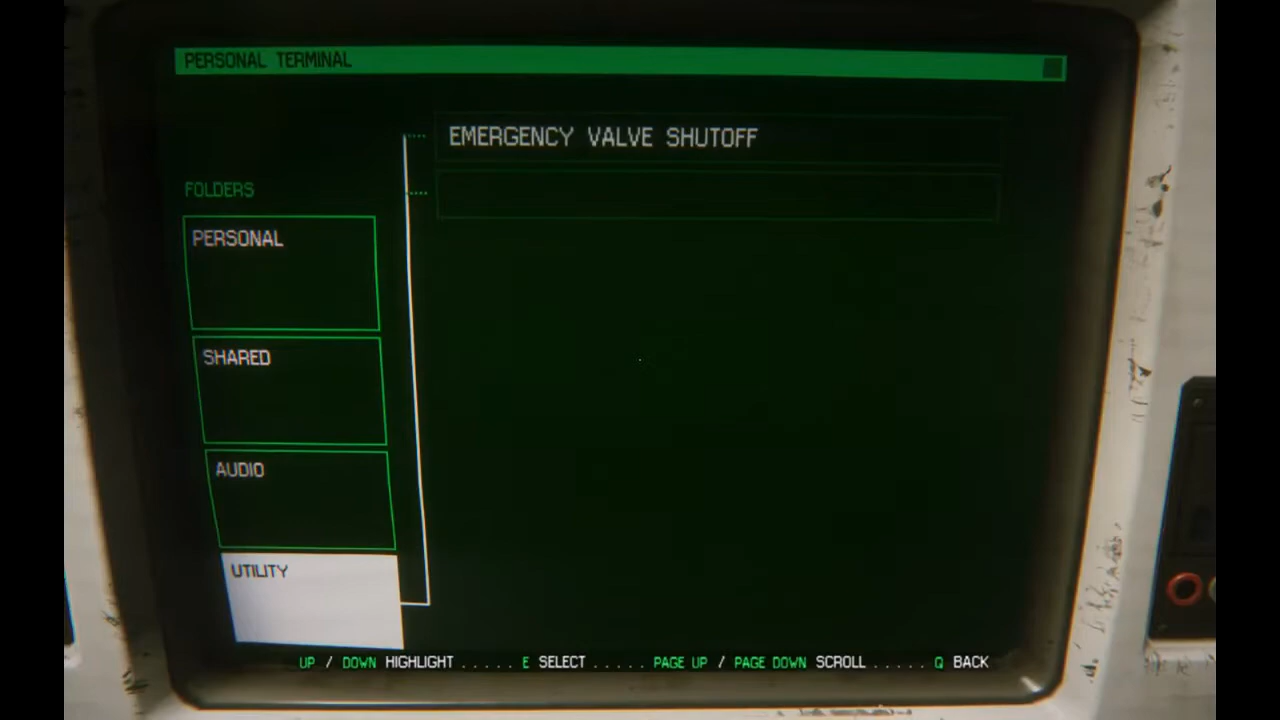 PERSONAL TERMINAL
EMERGENCY VALVE SHUTOFF
FOLDERS
PERSONAL
SHARED
AUDIO
UTILITY
UP / DOWN HIGHLIGHT ..... E SELECT ..... PAGE UP / PAGE DOWN SCROLL ..... Q BACK